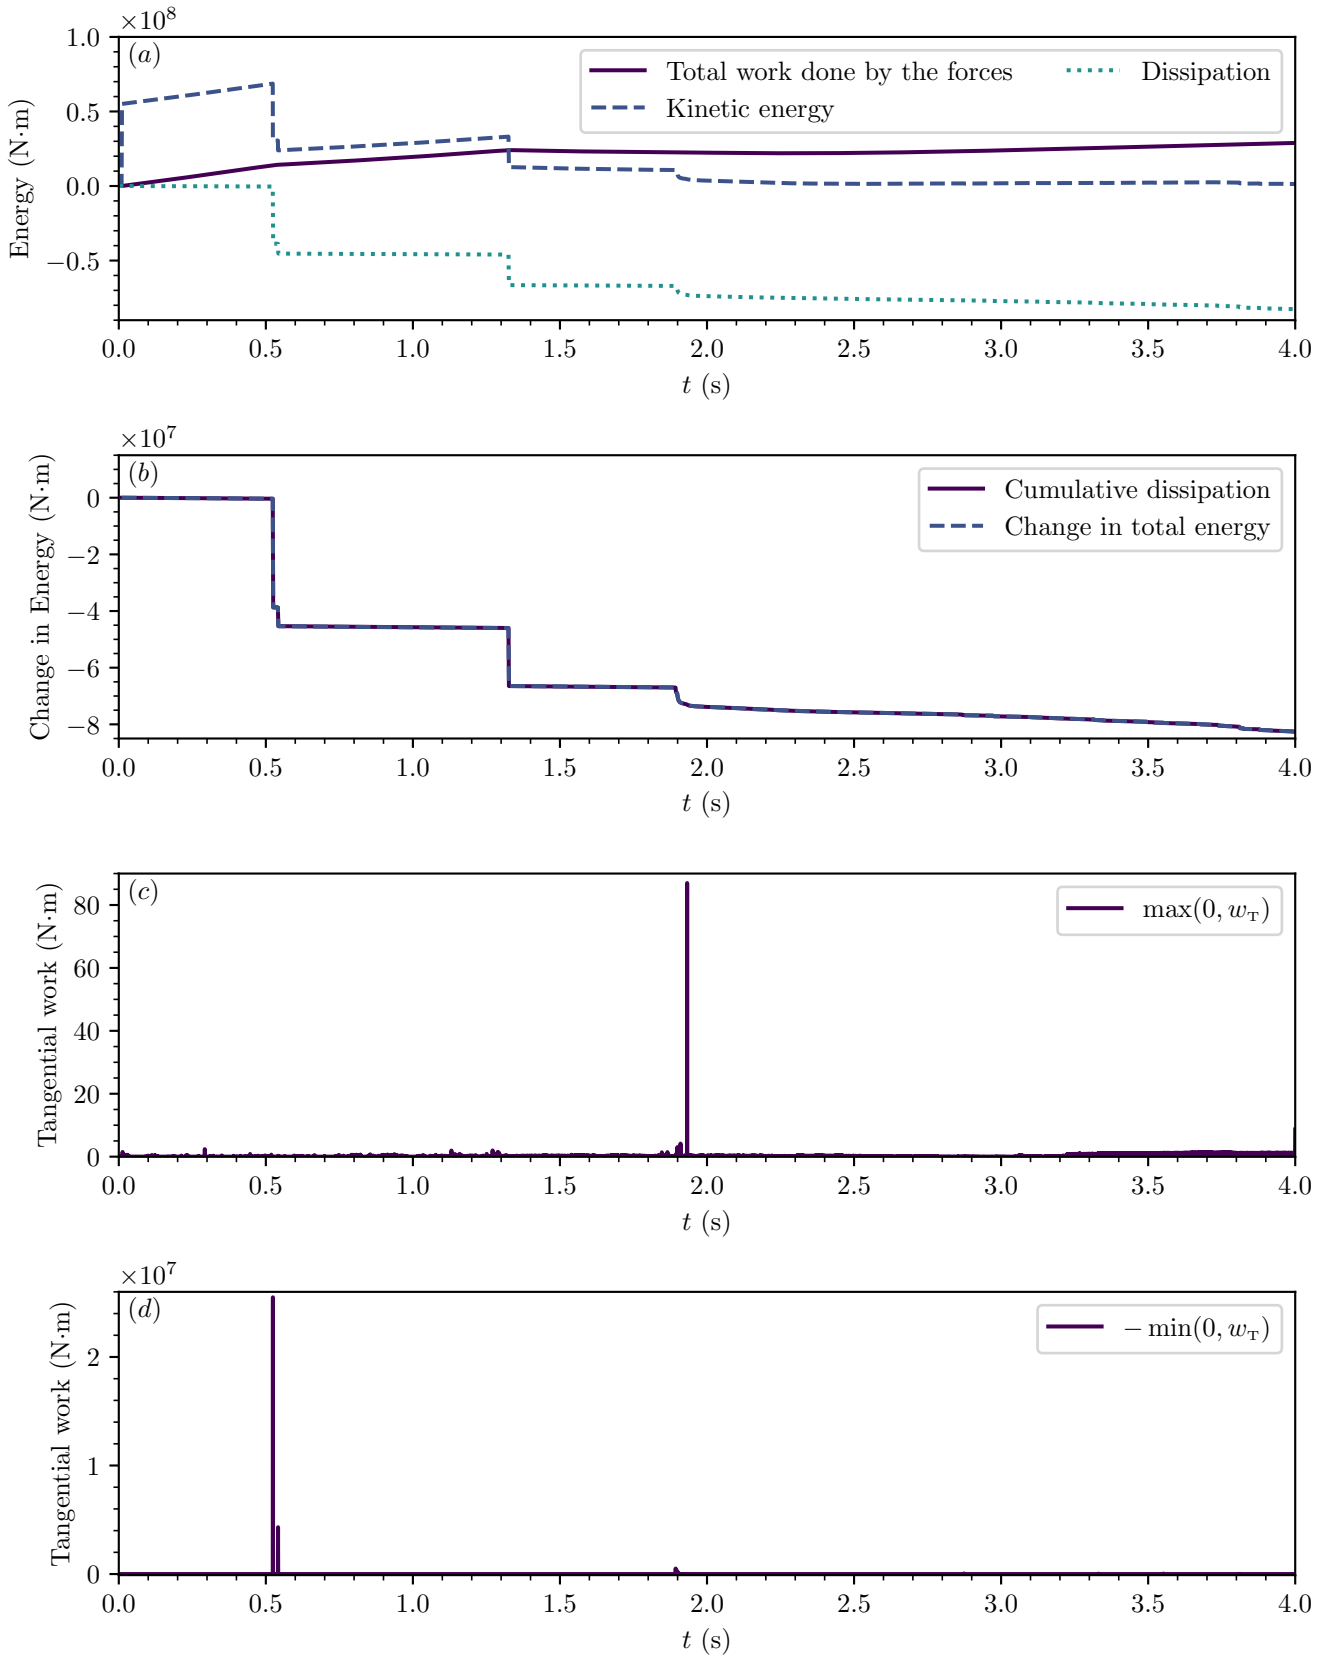 ×10⁸
(a)
1.0
0.5
0.0
−0.5
Energy (N·m)
Total work done by the forces
Kinetic energy
Dissipation
0.0 0.5 1.0 1.5 2.0 2.5 3.0 3.5 4.0
t (s)
×10⁷
(b)
0
−2
−4
−6
−8
Change in Energy (N·m)
Cumulative dissipation
Change in total energy
0.0 0.5 1.0 1.5 2.0 2.5 3.0 3.5 4.0
t (s)
(c)
80
60
40
20
0
Tangential work (N·m)
max(0, w_T)
0.0 0.5 1.0 1.5 2.0 2.5 3.0 3.5 4.0
t (s)
×10⁷
(d)
2
1
0
Tangential work (N·m)
− min(0, w_T)
0.0 0.5 1.0 1.5 2.0 2.5 3.0 3.5 4.0
t (s)